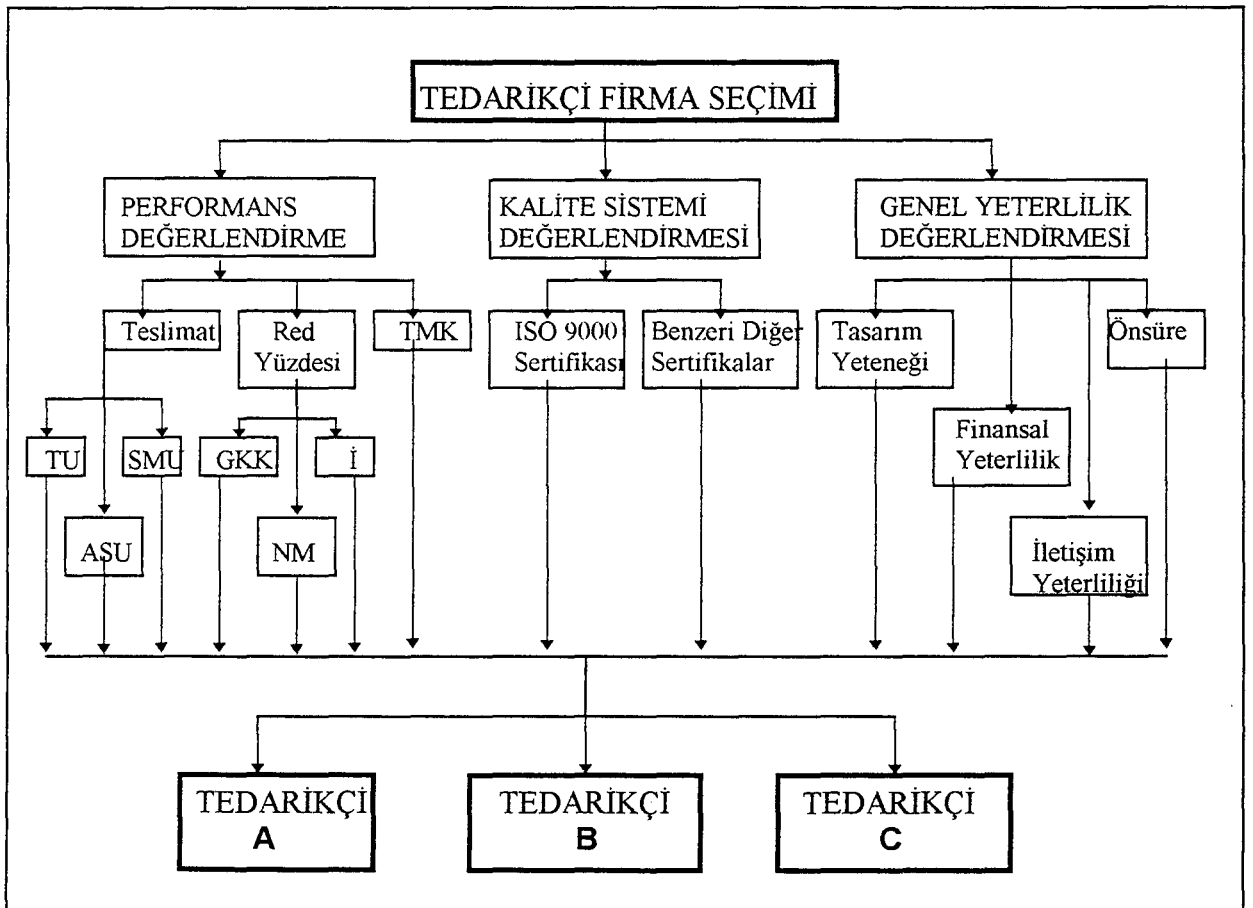 TEDARİKÇİ FİRMA SEÇİMİ
PERFORMANS
DEĞERLENDİRME
KALİTE SİSTEMİ
DEĞERLENDİRMESİ
GENEL YETERLİLİK
DEĞERLENDİRMESİ
Teslimat
Red
Yüzdesi
TMK
ISO 9000
Sertifikası
Benzeri Diğer
Sertifikalar
Tasarım
Yeteneği
Önsüre
TU
SMU
GKK
İ
Finansal
Yeterlilik
ASU
NM
İletişim
Yeterliliği
TEDARİKÇİ
A
TEDARİKÇİ
B
TEDARİKÇİ
C